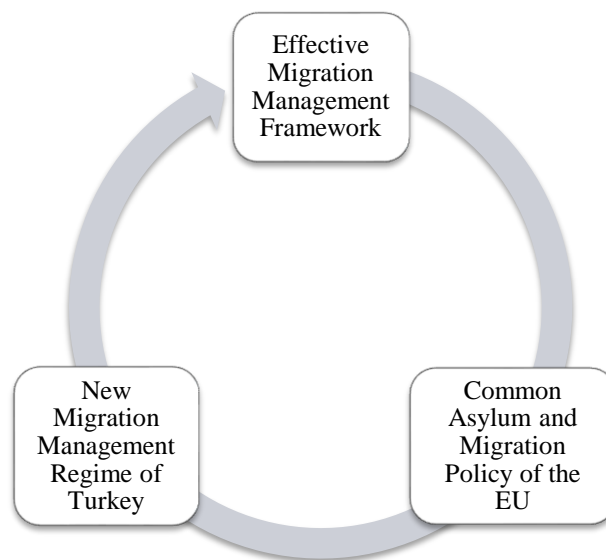 Effective
Migration
Management
Framework
New
Migration
Management
Regime of
Turkey
Common
Asylum and
Migration
Policy of the
EU